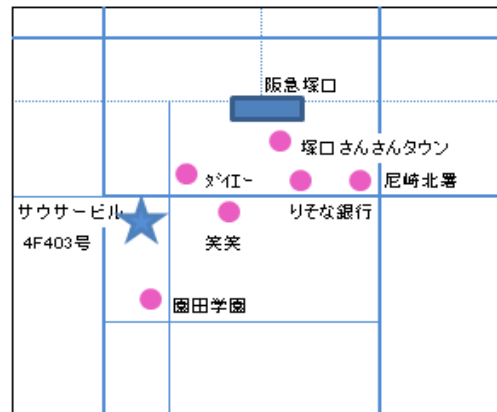 阪急塚口
塚口さんさんタウン
ダイエー
尼崎北署
サウサービル
りそな銀行
4F403号
笑笑
園田学園